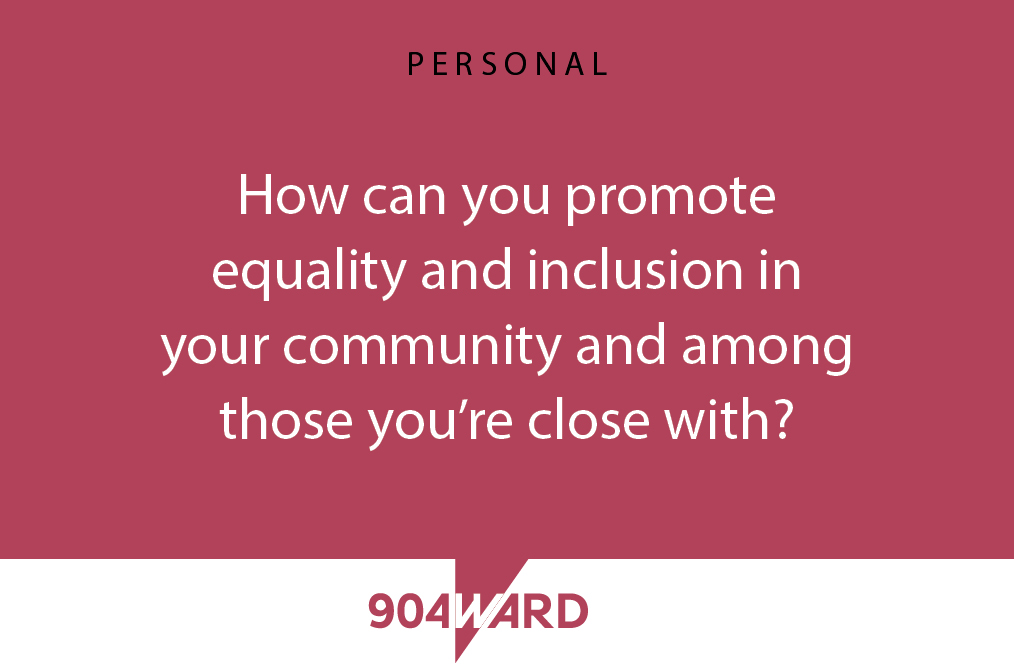 PERSONAL
How can you promote
equality and inclusion in
your community and among
those you’re close with?
904WARD